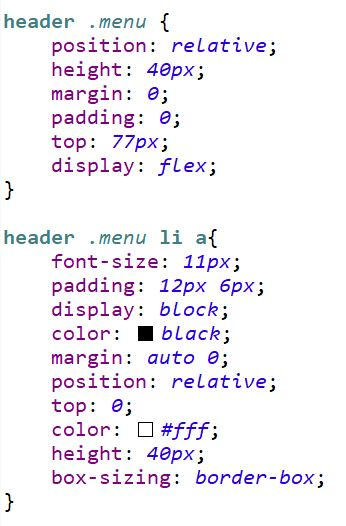 header .menu {
    position: relative;
    height: 40px;
    margin: 0;
    padding: 0;
    top: 77px;
    display: flex;
}

header .menu li a{
    font-size: 11px;
    padding: 12px 6px;
    display: block;
    color: black;
    margin: auto 0;
    position: relative;
    top: 0;
    color: #fff;
    height: 40px;
    box-sizing: border-box;
}